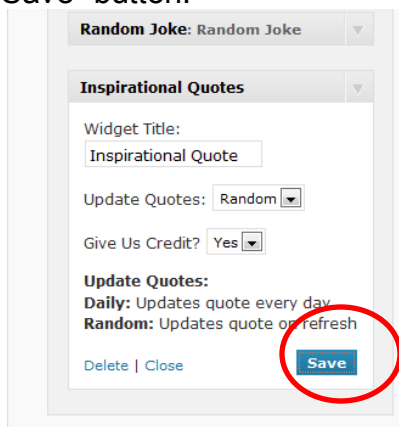 Save" button.
Random Joke: Random Joke
Inspirational Quotes
Widget Title:
Inspirational Quote
Update Quotes: Random
Give Us Credit? Yes
Update Quotes:
Daily: Updates quote every day
Random: Updates quote on refresh
Delete | Close
Save